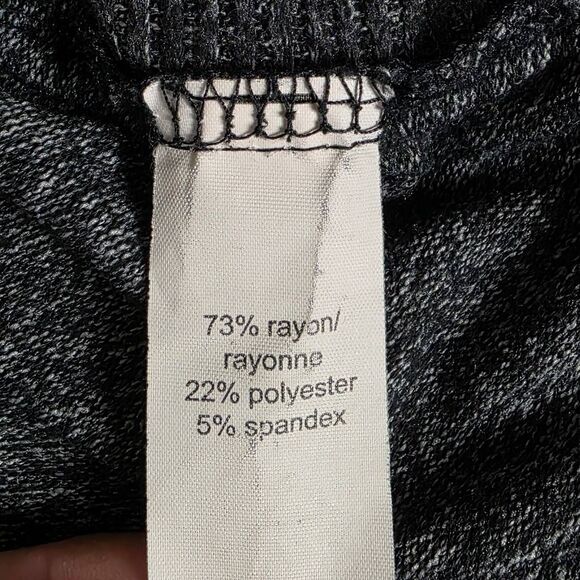 73% rayon/
rayonne
22% polyester
5% spandex